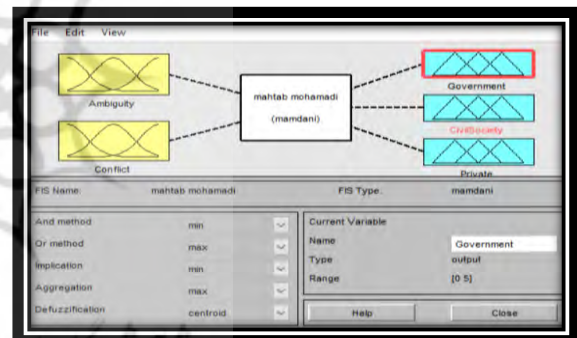 File Edit View
Ambiguity
Conflict
mahtab mohamadi
(mamdani)
Government
CivilSociety
Private
FIS Name: mahtab mohamadi FIS Type: mamdani
And method min
Or method max
Implication min
Aggregation max
Defuzzification centroid
Current Variable
Name Government
Type output
Range [0 5]
Help Close